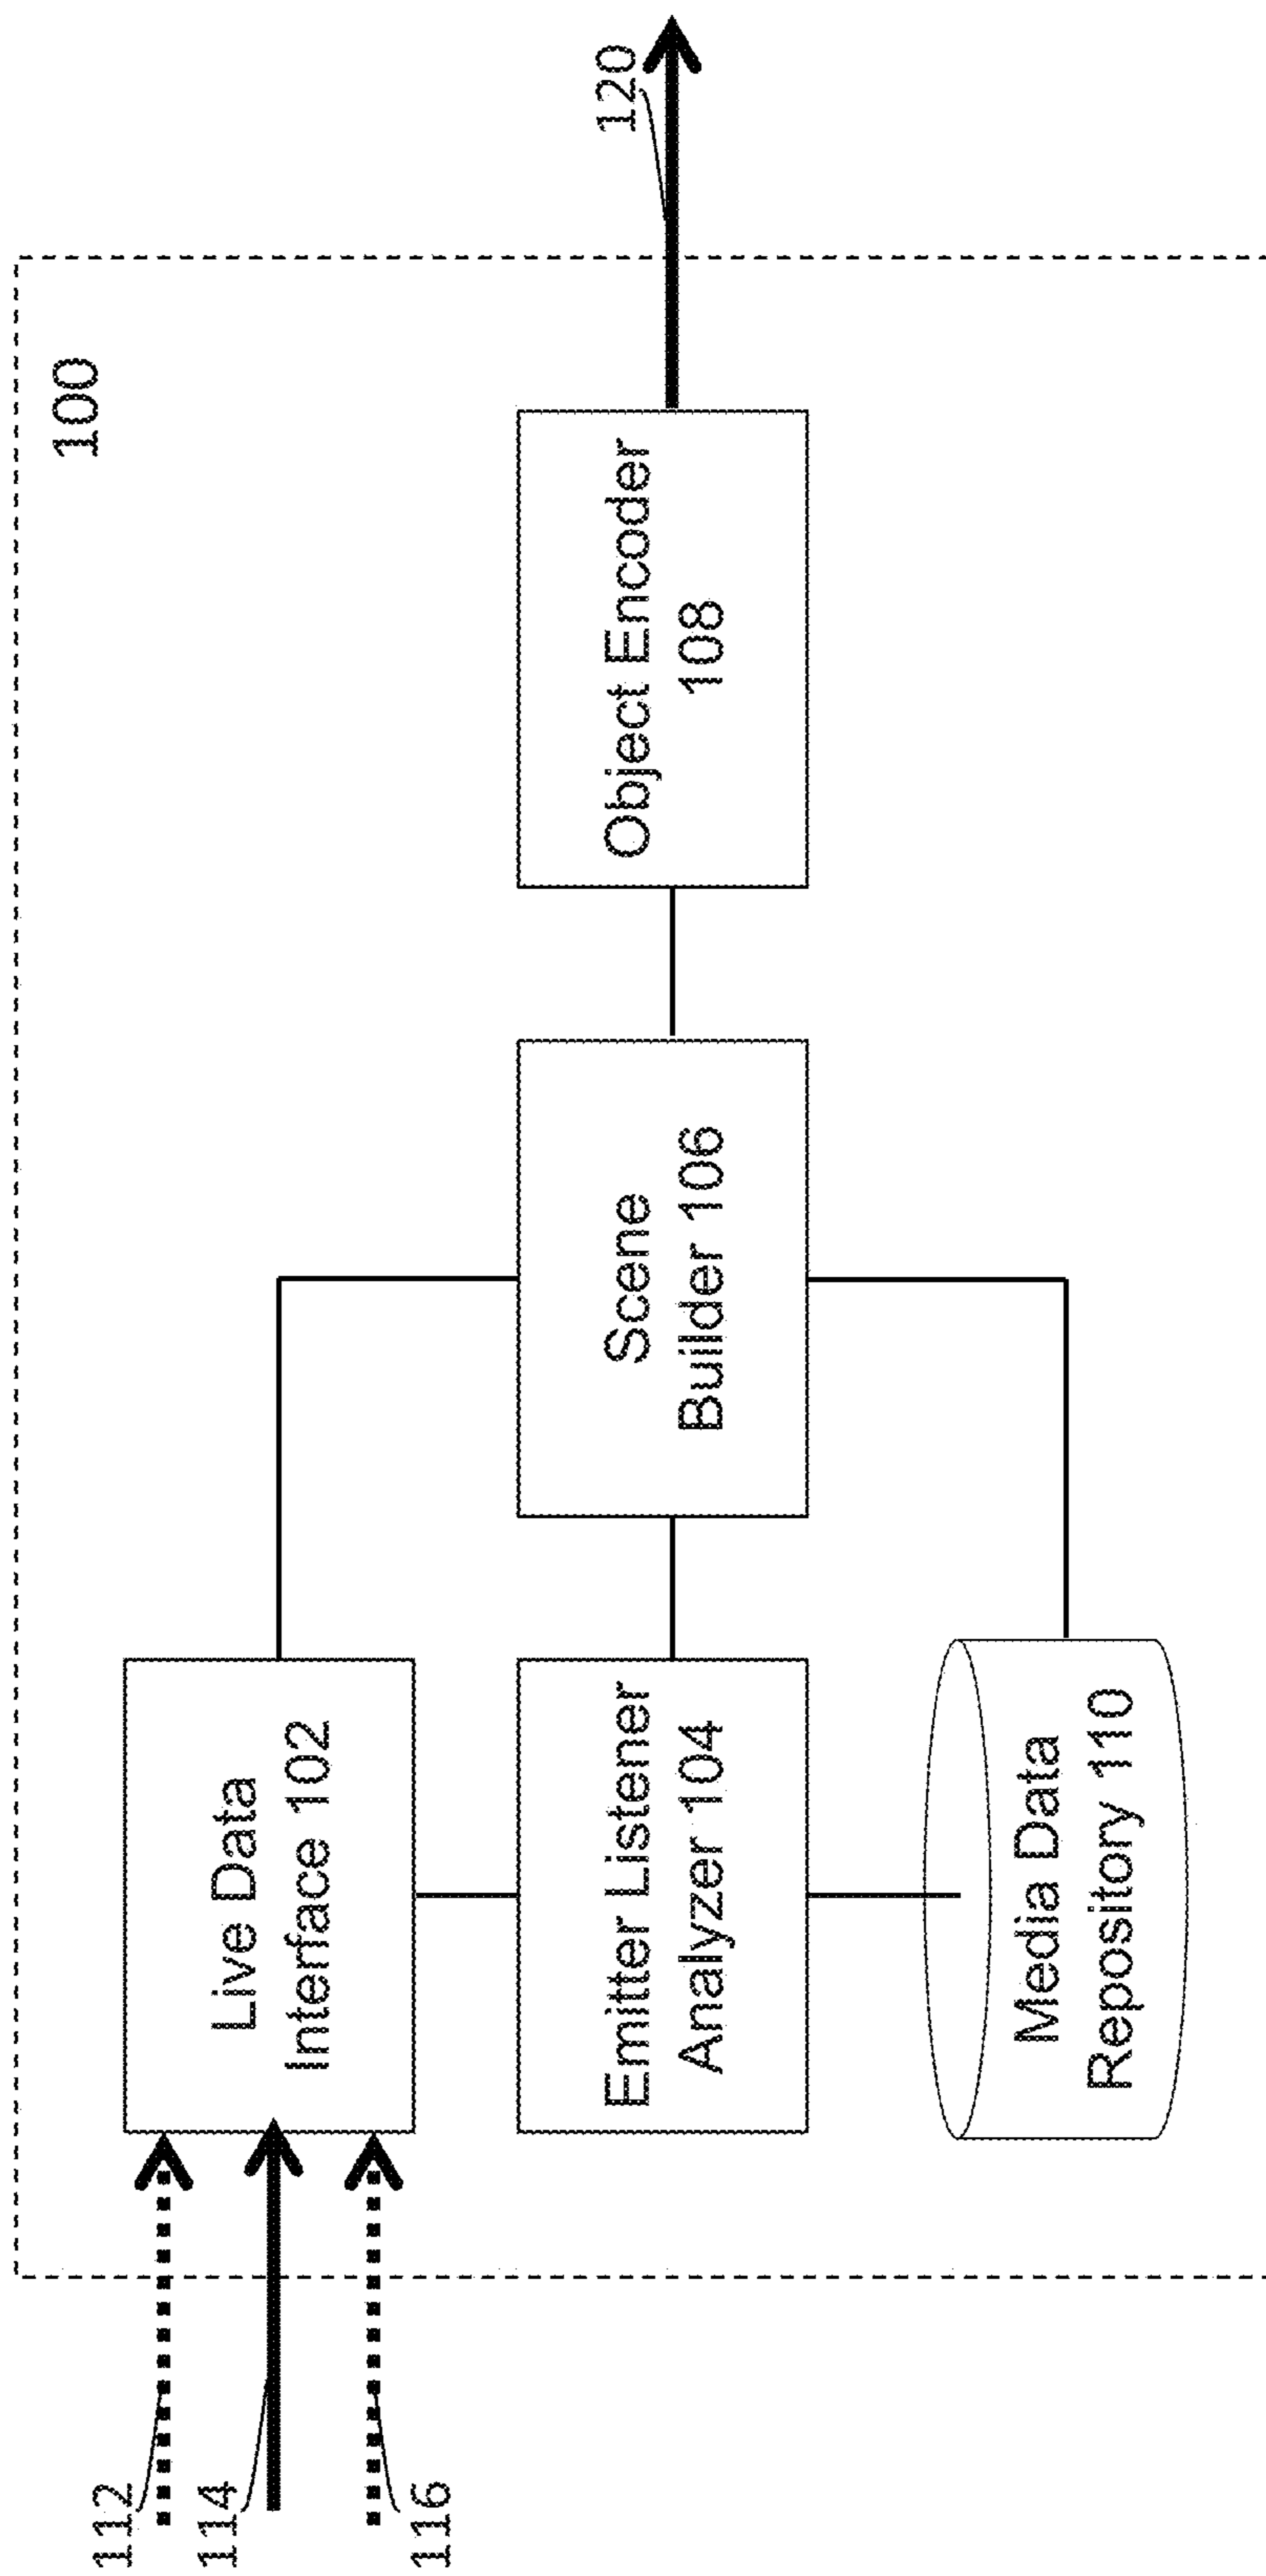 100
112
114
116
Live Data
Interface 102
Emitter Listener
Analyzer 104
Media Data
Repository 110
Scene
Builder 106
Object Encoder
108
120